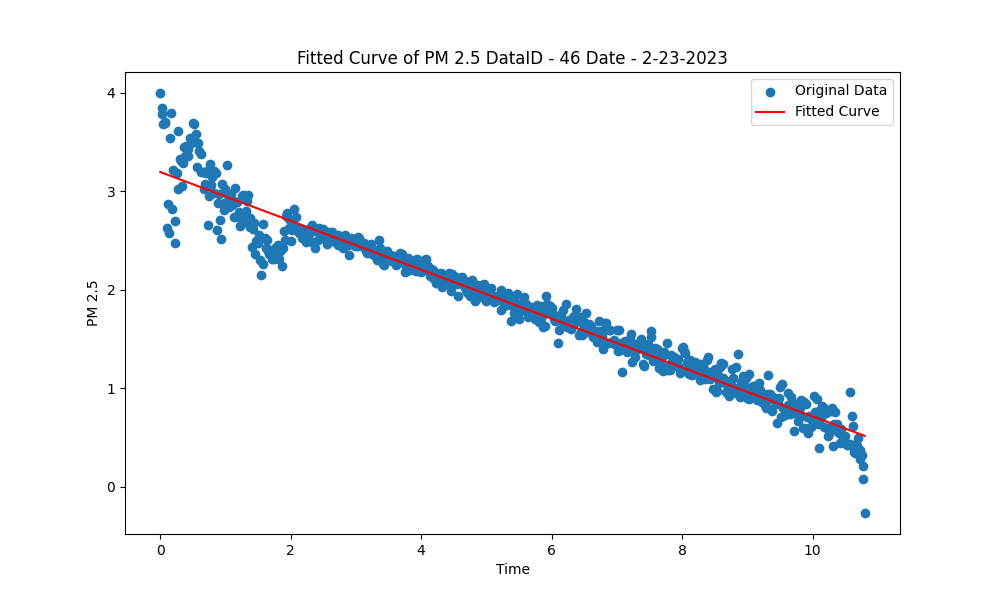 Fitted Curve of PM 2.5 DataID - 46 Date - 2-23-2023
Original Data
Fitted Curve
4
3
2
1
0
PM 2.5
0 2 4 6 8 10
Time